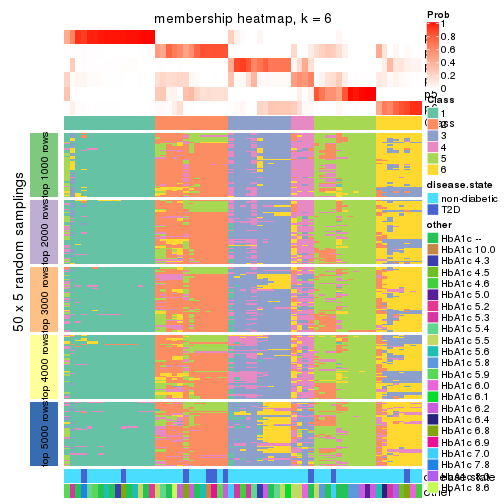 membership heatmap, k = 6
Prob
1
0.8
0.6
0.4
0.2
0
Class
1
2
3
4
5
6
disease.state
non-diabetic
T2D
other
HbA1c --
HbA1c 10.0
HbA1c 4.3
HbA1c 4.5
HbA1c 4.6
HbA1c 5.0
HbA1c 5.2
HbA1c 5.3
HbA1c 5.4
HbA1c 5.5
HbA1c 5.6
HbA1c 5.8
HbA1c 5.9
HbA1c 6.0
HbA1c 6.1
HbA1c 6.2
HbA1c 6.4
HbA1c 6.8
HbA1c 6.9
HbA1c 7.0
HbA1c 7.8
HbA1c 8.6
50 x 5 random samplings
top 1000 rows
top 2000 rows
top 3000 rows
top 4000 rows
top 5000 rows
disease.state
other